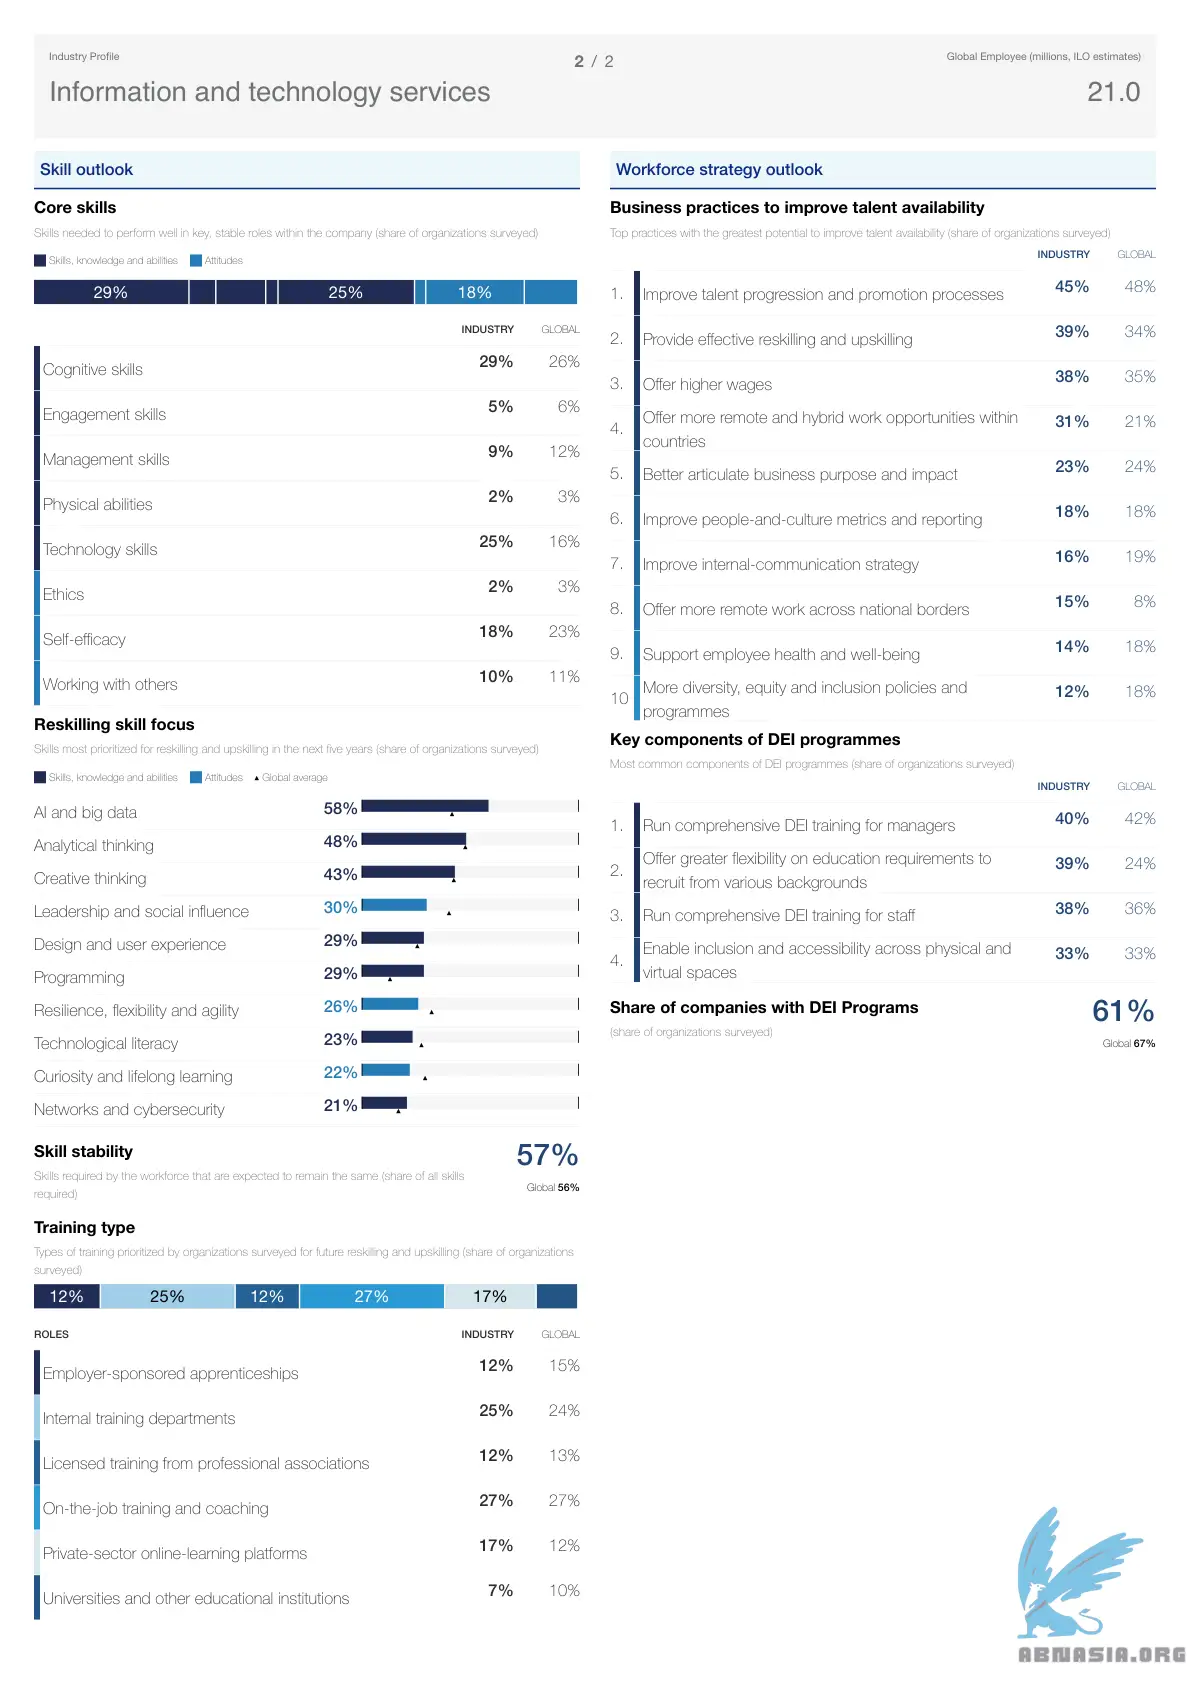 Industry Profile
2 / 2
Global Employee (millions, ILO estimates)
Information and technology services
21.0
Skill outlook
Core skills
Skills needed to perform well in key, stable roles within the company (share of organizations surveyed)
Skills, knowledge and abilities Attitudes
29% 25% 18%
INDUSTRY GLOBAL
Cognitive skills 29% 26%
Engagement skills 5% 6%
Management skills 9% 12%
Physical abilities 2% 3%
Technology skills 25% 16%
Ethics 2% 3%
Self-efficacy 18% 23%
Working with others 10% 11%
Reskilling skill focus
Skills most prioritized for reskilling and upskilling in the next five years (share of organizations surveyed)
Skills, knowledge and abilities Attitudes Global average
AI and big data 58%
Analytical thinking 48%
Creative thinking 43%
Leadership and social influence 30%
Design and user experience 29%
Programming 29%
Resilience, flexibility and agility 26%
Technological literacy 23%
Curiosity and lifelong learning 22%
Networks and cybersecurity 21%
Skill stability 57%
Skills required by the workforce that are expected to remain the same (share of all skills
required)
Global 56%
Training type
Types of training prioritized by organizations surveyed for future reskilling and upskilling (share of organizations
surveyed)
12% 25% 12% 27% 17%
ROLES INDUSTRY GLOBAL
Employer-sponsored apprenticeships 12% 15%
Internal training departments 25% 24%
Licensed training from professional associations 12% 13%
On-the-job training and coaching 27% 27%
Private-sector online-learning platforms 17% 12%
Universities and other educational institutions 7% 10%
Workforce strategy outlook
Business practices to improve talent availability
Top practices with the greatest potential to improve talent availability (share of organizations surveyed)
INDUSTRY GLOBAL
1. Improve talent progression and promotion processes 45% 48%
2. Provide effective reskilling and upskilling 39% 34%
3. Offer higher wages 38% 35%
4. Offer more remote and hybrid work opportunities within
countries 31% 21%
5. Better articulate business purpose and impact 23% 24%
6. Improve people-and-culture metrics and reporting 18% 18%
7. Improve internal-communication strategy 16% 19%
8. Offer more remote work across national borders 15% 8%
9. Support employee health and well-being 14% 18%
10 More diversity, equity and inclusion policies and
programmes 12% 18%
Key components of DEI programmes
Most common components of DEI programmes (share of organizations surveyed)
INDUSTRY GLOBAL
1. Run comprehensive DEI training for managers 40% 42%
2. Offer greater flexibility on education requirements to
recruit from various backgrounds 39% 24%
3. Run comprehensive DEI training for staff 38% 36%
4. Enable inclusion and accessibility across physical and
virtual spaces 33% 33%
Share of companies with DEI Programs 61%
(share of organizations surveyed)
Global 67%
ABNASIA.ORG